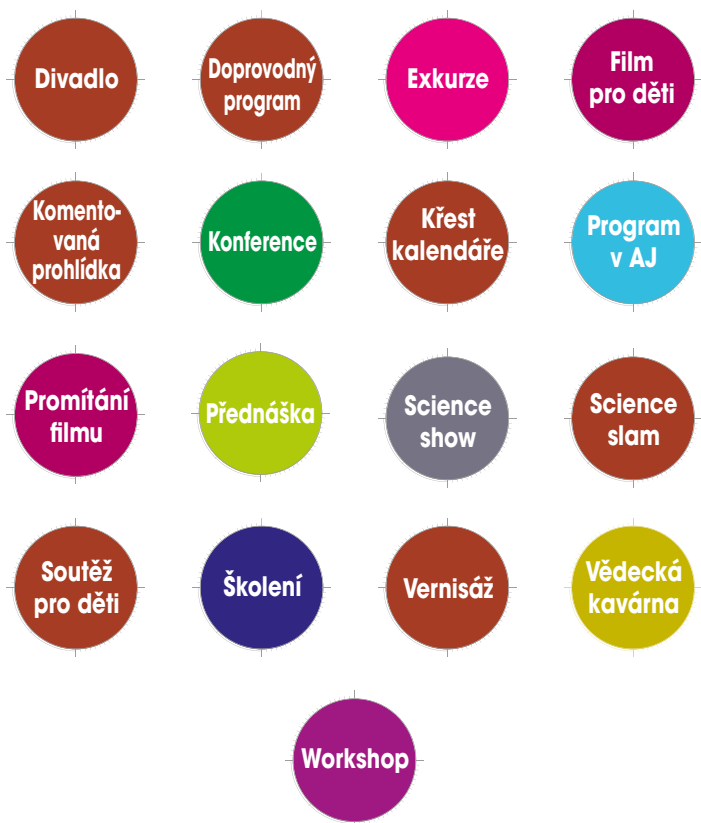 Divadlo
Doprovodný
program
Exkurze
Film
pro děti
Komento-
vaná
prohlídka
Konference
Křest
kalendáře
Program
v AJ
Promítání
filmu
Přednáška
Science
show
Science
slam
Soutěž
pro děti
Školení
Vernisáž
Vědecká
kavárna
Workshop